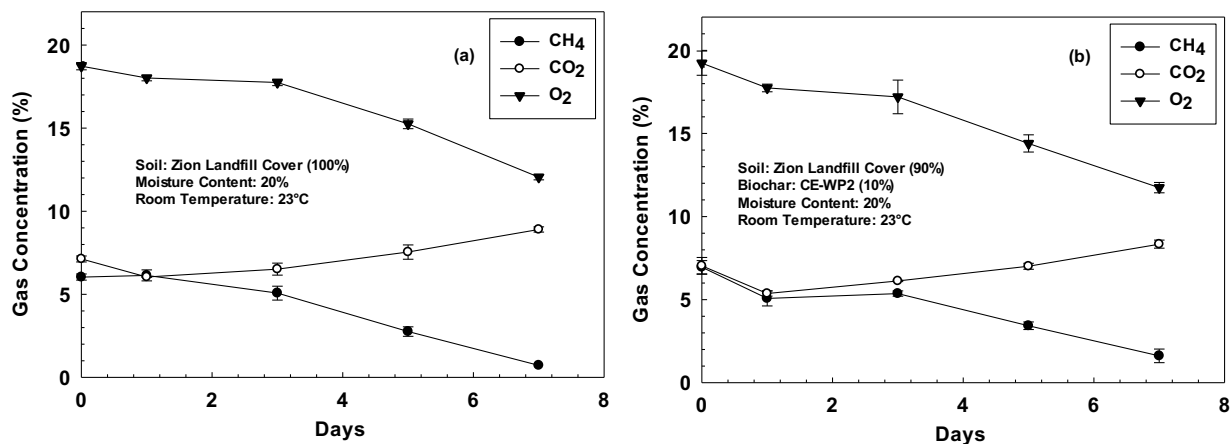 (a)
CH4
CO2
O2
20
15
10
5
0
Gas Concentration (%)
Soil: Zion Landfill Cover (100%)
Moisture Content: 20%
Room Temperature: 23°C
0 2 4 6 8
Days
(b)
CH4
CO2
O2
20
15
10
5
0
Gas Concentration (%)
Soil: Zion Landfill Cover (90%)
Biochar: CE-WP2 (10%)
Moisture Content: 20%
Room Temperature: 23°C
0 2 4 6 8
Days